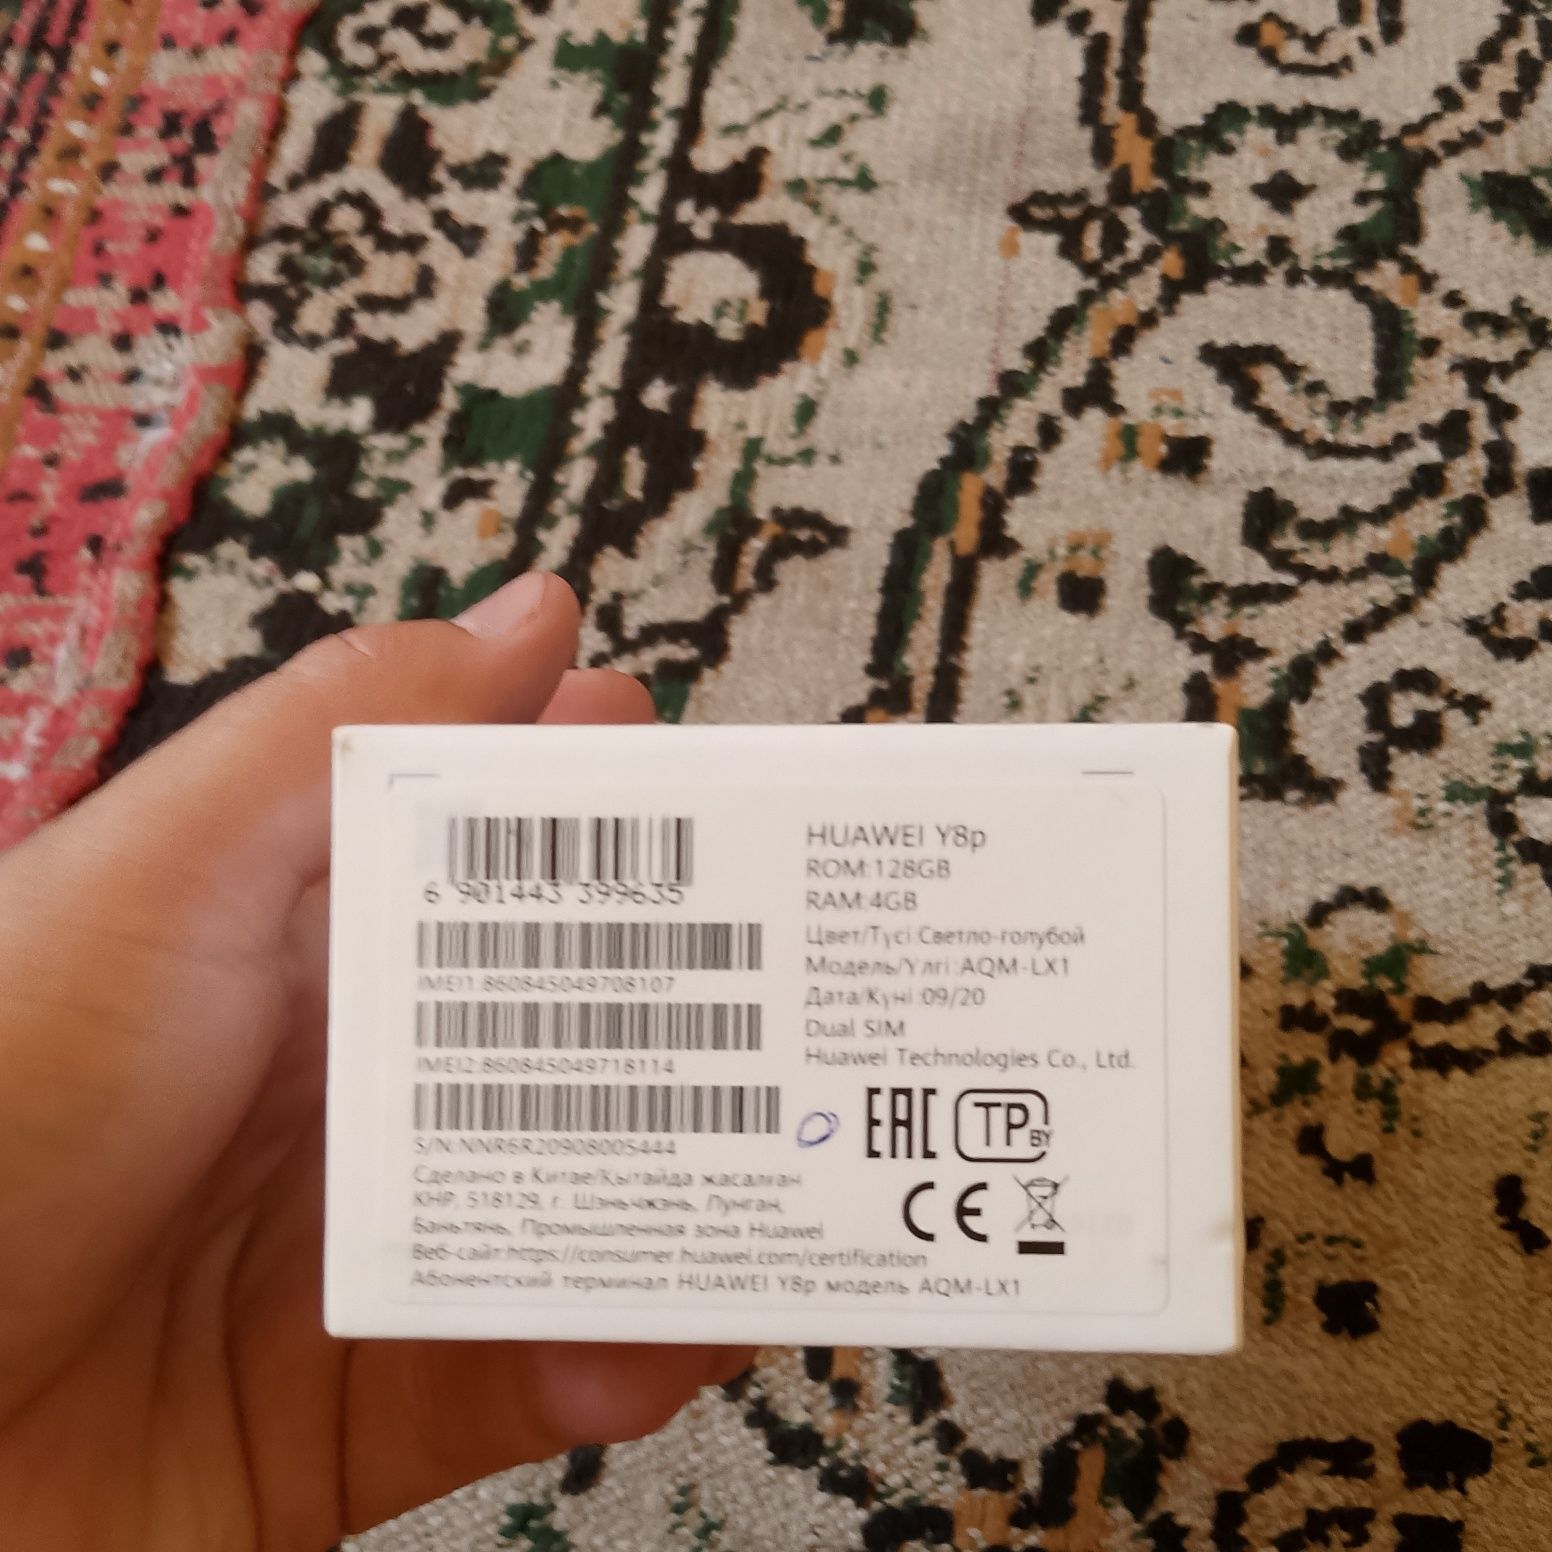 6 901443 399635
IMEI1:860845049708107
IMEI2:860845049718114
S/N:NNR6R20908005444
HUAWEI Y8p
ROM:128GB
RAM:4GB
Цвет/Түсі:Светло-голубой
Модель/Үлгі:AQM-LX1
Дата/Күні:09/20
Dual SIM
Huawei Technologies Co., Ltd.
EAC
TP BY
CE
Сделано в Китае/Қытайда жасалған
КНР, 518129, г. Шэньчжэнь, Лунган,
Баньтянь, Промышленная зона Huawei
Веб-сайт:https://consumer.huawei.com/certification
Абонентский терминал HUAWEI Y8p модель AQM-LX1